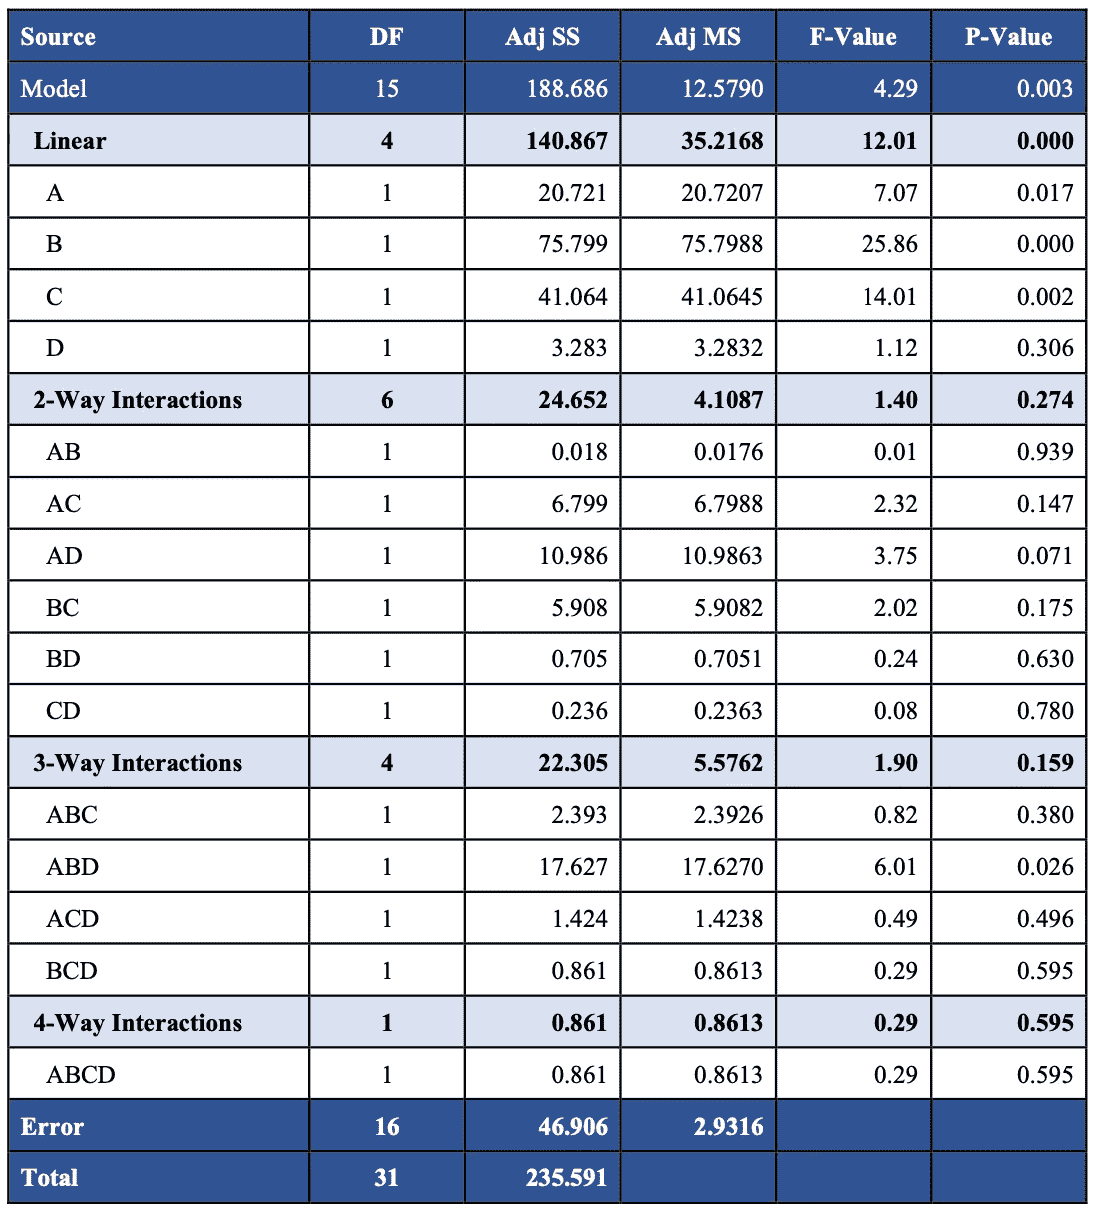 Source DF Adj SS Adj MS F-Value P-Value
Model 15 188.686 12.5790 4.29 0.003
Linear 4 140.867 35.2168 12.01 0.000
A 1 20.721 20.7207 7.07 0.017
B 1 75.799 75.7988 25.86 0.000
C 1 41.064 41.0645 14.01 0.002
D 1 3.283 3.2832 1.12 0.306
2-Way Interactions 6 24.652 4.1087 1.40 0.274
AB 1 0.018 0.0176 0.01 0.939
AC 1 6.799 6.7988 2.32 0.147
AD 1 10.986 10.9863 3.75 0.071
BC 1 5.908 5.9082 2.02 0.175
BD 1 0.705 0.7051 0.24 0.630
CD 1 0.236 0.2363 0.08 0.780
3-Way Interactions 4 22.305 5.5762 1.90 0.159
ABC 1 2.393 2.3926 0.82 0.380
ABD 1 17.627 17.6270 6.01 0.026
ACD 1 1.424 1.4238 0.49 0.496
BCD 1 0.861 0.8613 0.29 0.595
4-Way Interactions 1 0.861 0.8613 0.29 0.595
ABCD 1 0.861 0.8613 0.29 0.595
Error 16 46.906 2.9316
Total 31 235.591